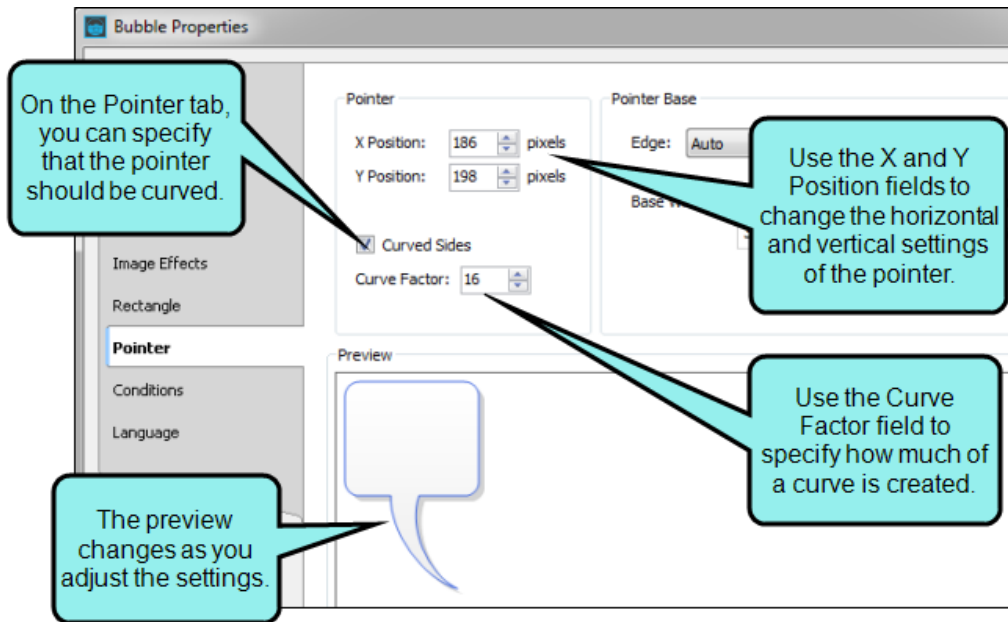 Bubble Properties
On the Pointer tab,
you can specify
that the pointer
should be curved.
Image Effects
Rectangle
Pointer
Conditions
Language
Pointer
X Position: 186 pixels
Y Position: 198 pixels
Curved Sides
Curve Factor: 16
Pointer Base
Edge: Auto
Base
Use the X and Y
Position fields to
change the horizontal
and vertical settings
of the pointer.
Preview
Use the Curve
Factor field to
specify how much of
a curve is created.
The preview
changes as you
adjust the settings.